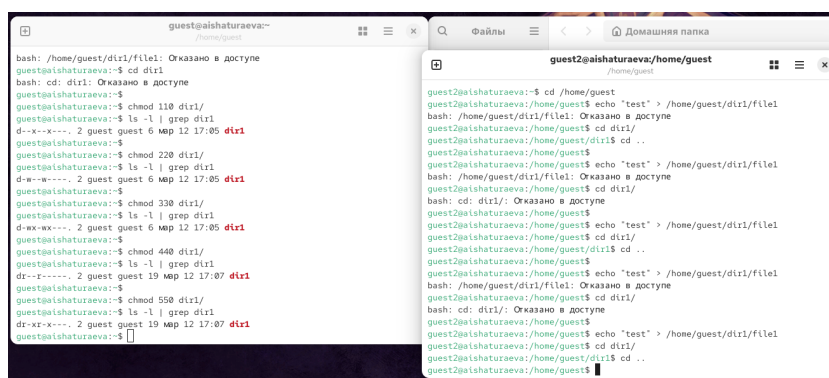 guest@aishaturaeva:~
/home/guest
bash: /home/guest/dir1/file1: Отказано в доступе
guest@aishaturaeva:~$ cd dir1
bash: cd: dir1: Отказано в доступе
guest@aishaturaeva:~$
guest@aishaturaeva:~$ chmod 110 dir1/
guest@aishaturaeva:~$ ls -l | grep dir1
d--x--x---. 2 guest guest 6 мар 12 17:05 dir1
guest@aishaturaeva:~$
guest@aishaturaeva:~$ chmod 220 dir1/
guest@aishaturaeva:~$ ls -l | grep dir1
d-w--w----. 2 guest guest 6 мар 12 17:05 dir1
guest@aishaturaeva:~$
guest@aishaturaeva:~$ chmod 330 dir1/
guest@aishaturaeva:~$ ls -l | grep dir1
d-wx-wx---. 2 guest guest 6 мар 12 17:05 dir1
guest@aishaturaeva:~$
guest@aishaturaeva:~$ chmod 440 dir1/
guest@aishaturaeva:~$ ls -l | grep dir1
dr--r-----. 2 guest guest 19 мар 12 17:07 dir1
guest@aishaturaeva:~$
guest@aishaturaeva:~$ chmod 550 dir1/
guest@aishaturaeva:~$ ls -l | grep dir1
dr-xr-x---. 2 guest guest 19 мар 12 17:07 dir1
guest@aishaturaeva:~$
Файлы
Домашняя папка
guest2@aishaturaeva:/home/guest
/home/guest
guest2@aishaturaeva:~$ cd /home/guest
guest2@aishaturaeva:/home/guest$ echo "test" > /home/guest/dir1/file1
bash: /home/guest/dir1/file1: Отказано в доступе
guest2@aishaturaeva:/home/guest$ cd dir1/
guest2@aishaturaeva:/home/guest/dir1$ cd ..
guest2@aishaturaeva:/home/guest$
guest2@aishaturaeva:/home/guest$ echo "test" > /home/guest/dir1/file1
bash: /home/guest/dir1/file1: Отказано в доступе
guest2@aishaturaeva:/home/guest$ cd dir1/
bash: cd: dir1/: Отказано в доступе
guest2@aishaturaeva:/home/guest$
guest2@aishaturaeva:/home/guest$ echo "test" > /home/guest/dir1/file1
guest2@aishaturaeva:/home/guest$ cd dir1/
guest2@aishaturaeva:/home/guest/dir1$ cd ..
guest2@aishaturaeva:/home/guest$
guest2@aishaturaeva:/home/guest$ echo "test" > /home/guest/dir1/file1
bash: /home/guest/dir1/file1: Отказано в доступе
guest2@aishaturaeva:/home/guest$ cd dir1/
bash: cd: dir1/: Отказано в доступе
guest2@aishaturaeva:/home/guest$
guest2@aishaturaeva:/home/guest$ echo "test" > /home/guest/dir1/file1
guest2@aishaturaeva:/home/guest$ cd dir1/
guest2@aishaturaeva:/home/guest/dir1$ cd ..
guest2@aishaturaeva:/home/guest$